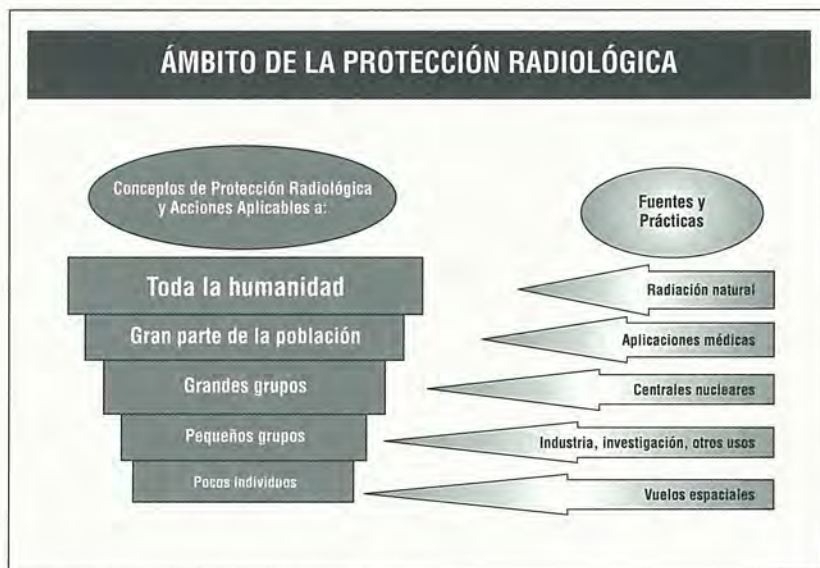 ÁMBITO DE LA PROTECCIÓN RADIOLÓGICA
Conceptos de Protección Radiológica
y Acciones Aplicables a:
Fuentes y
Prácticas
Toda la humanidad
Radiación natural
Gran parte de la población
Aplicaciones médicas
Grandes grupos
Centrales nucleares
Pequeños grupos
Industria, investigación, otros usos
Pocos individuos
Vuelos espaciales